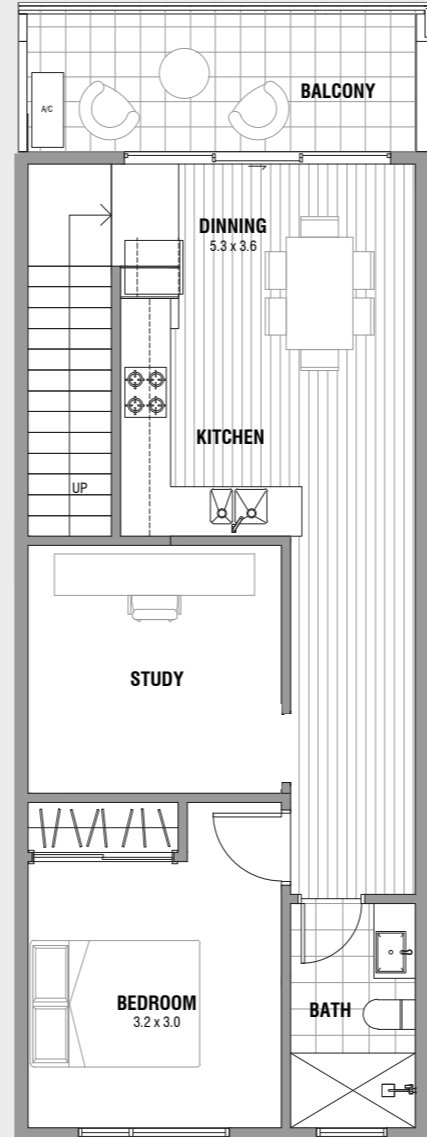 BALCONY
A/C
DINNING
5.3 x 3.6
KITCHEN
UP
STUDY
BEDROOM
3.2 x 3.0
BATH